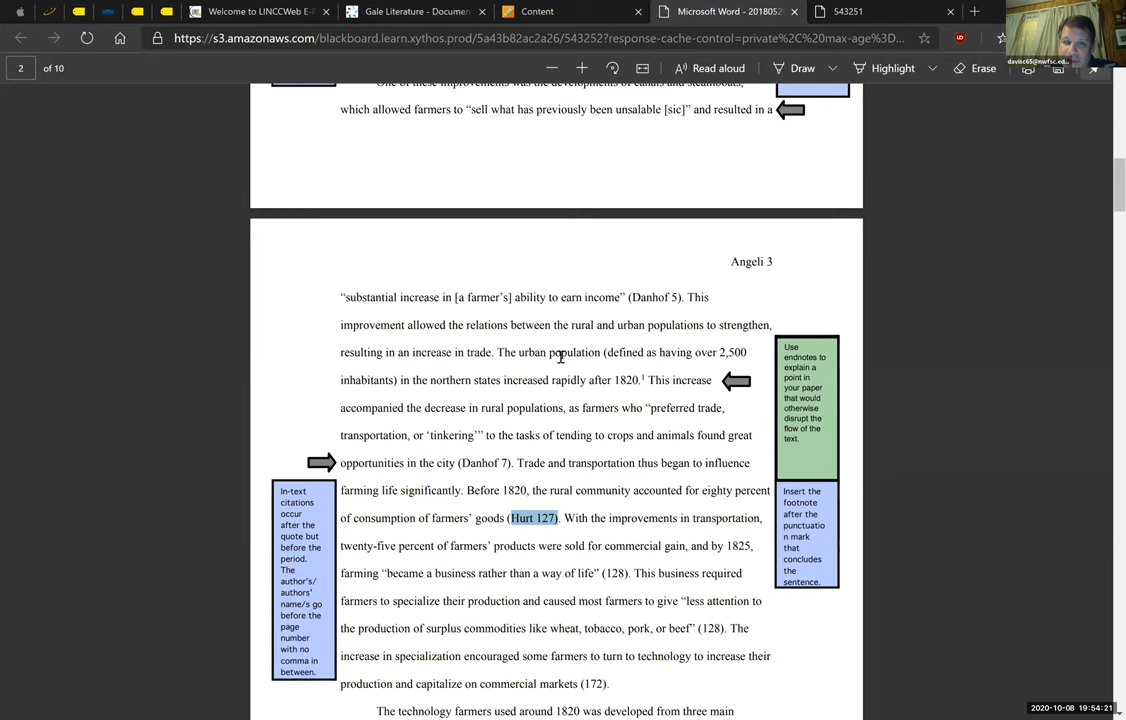 Welcome to LINCCWeb E-F
Gale Literature - Documen
Content
Microsoft Word - 2018052
543251
https://s3.amazonaws.com/blackboard.learn.xythos.prod/5a43b82ac2a26/543252?response-cache-control=private%2C%20max-age%3D...
davisc65@nwfsc.ed...
2 of 10
Read aloud
Draw
Highlight
Erase
which allowed farmers to “sell what has previously been unsalable [sic]” and resulted in a
Angeli 3
“substantial increase in [a farmer’s] ability to earn income” (Danhof 5). This
improvement allowed the relations between the rural and urban populations to strengthen,
resulting in an increase in trade. The urban population (defined as having over 2,500
inhabitants) in the northern states increased rapidly after 1820.¹ This increase
accompanied the decrease in rural populations, as farmers who “preferred trade,
transportation, or ‘tinkering’” to the tasks of tending to crops and animals found great
opportunities in the city (Danhof 7). Trade and transportation thus began to influence
farming life significantly. Before 1820, the rural community accounted for eighty percent
of consumption of farmers’ goods (Hurt 127). With the improvements in transportation,
twenty-five percent of farmers’ products were sold for commercial gain, and by 1825,
farming “became a business rather than a way of life” (128). This business required
farmers to specialize their production and caused most farmers to give “less attention to
the production of surplus commodities like wheat, tobacco, pork, or beef” (128). The
increase in specialization encouraged some farmers to turn to technology to increase their
production and capitalize on commercial markets (172).
The technology farmers used around 1820 was developed from three main
In-text
citations
occur
after the
quote but
before the
period.
The
author’s/
authors’
name/s go
before the
page
number
with no
comma in
between.
Use
endnotes to
explain a
point in
your paper
that would
otherwise
disrupt the
flow of the
text.
Insert the
footnote
after the
punctuatio
n mark
that
concludes
the
sentence.
2020-10-08 19:54:21